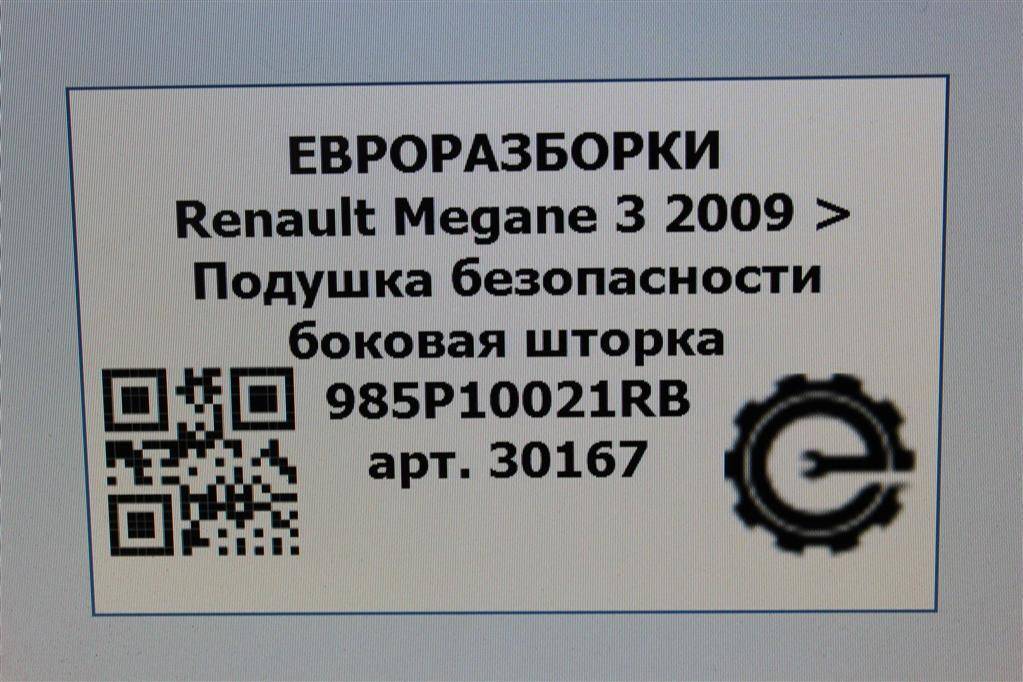 ЕВРОРАЗБОРКИ
Renault Megane 3 2009 >
Подушка безопасности
боковая шторка
985P10021RB
арт. 30167